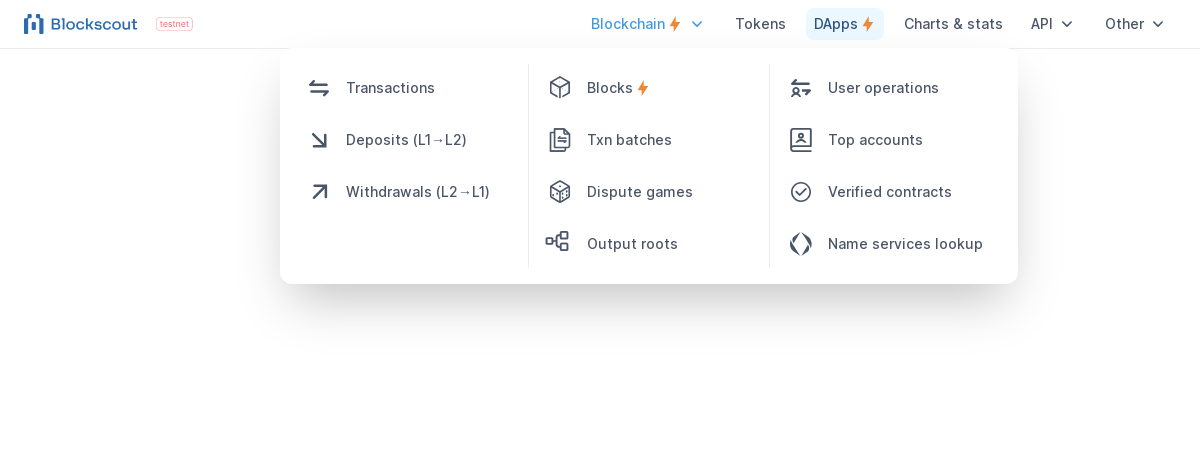 Blockscout testnet Blockchain Tokens DApps Charts & stats API Other
Transactions Blocks User operations
Deposits (L1→L2) Txn batches Top accounts
Withdrawals (L2→L1) Dispute games Verified contracts
Output roots Name services lookup